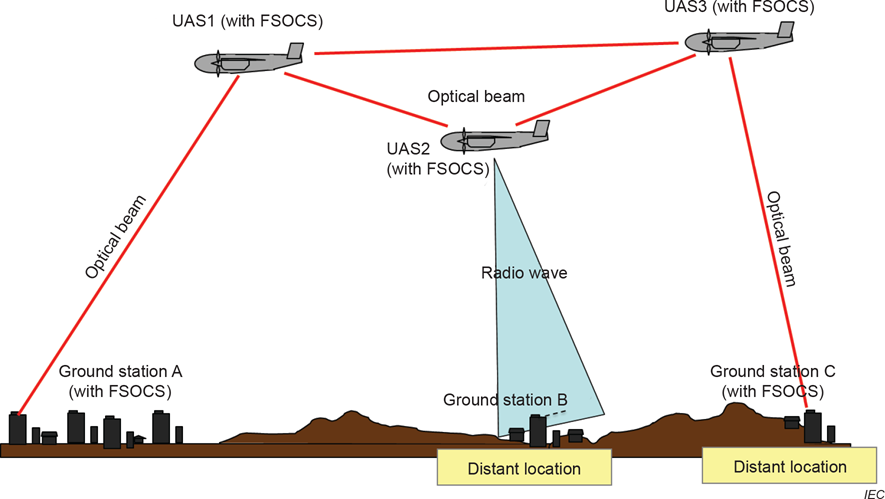 UAS1 (with FSOCS)
UAS3 (with FSOCS)
Optical beam
UAS2
(with FSOCS)
Optical beam
Optical beam
Radio wave
Ground station A
(with FSOCS)
Ground station B
Ground station C
(with FSOCS)
Distant location
Distant location
IEC